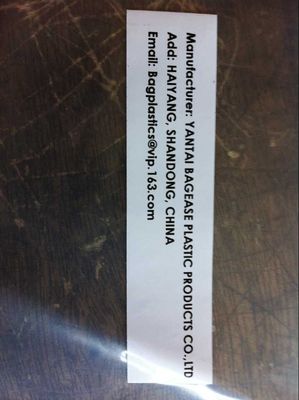 Manufacturer: YANTAI BAGEASE PLASTIC PRODUCTS CO.,LTD
Add: HAIYANG, SHANDONG, CHINA
Email: Bagplastics@vip.163.com